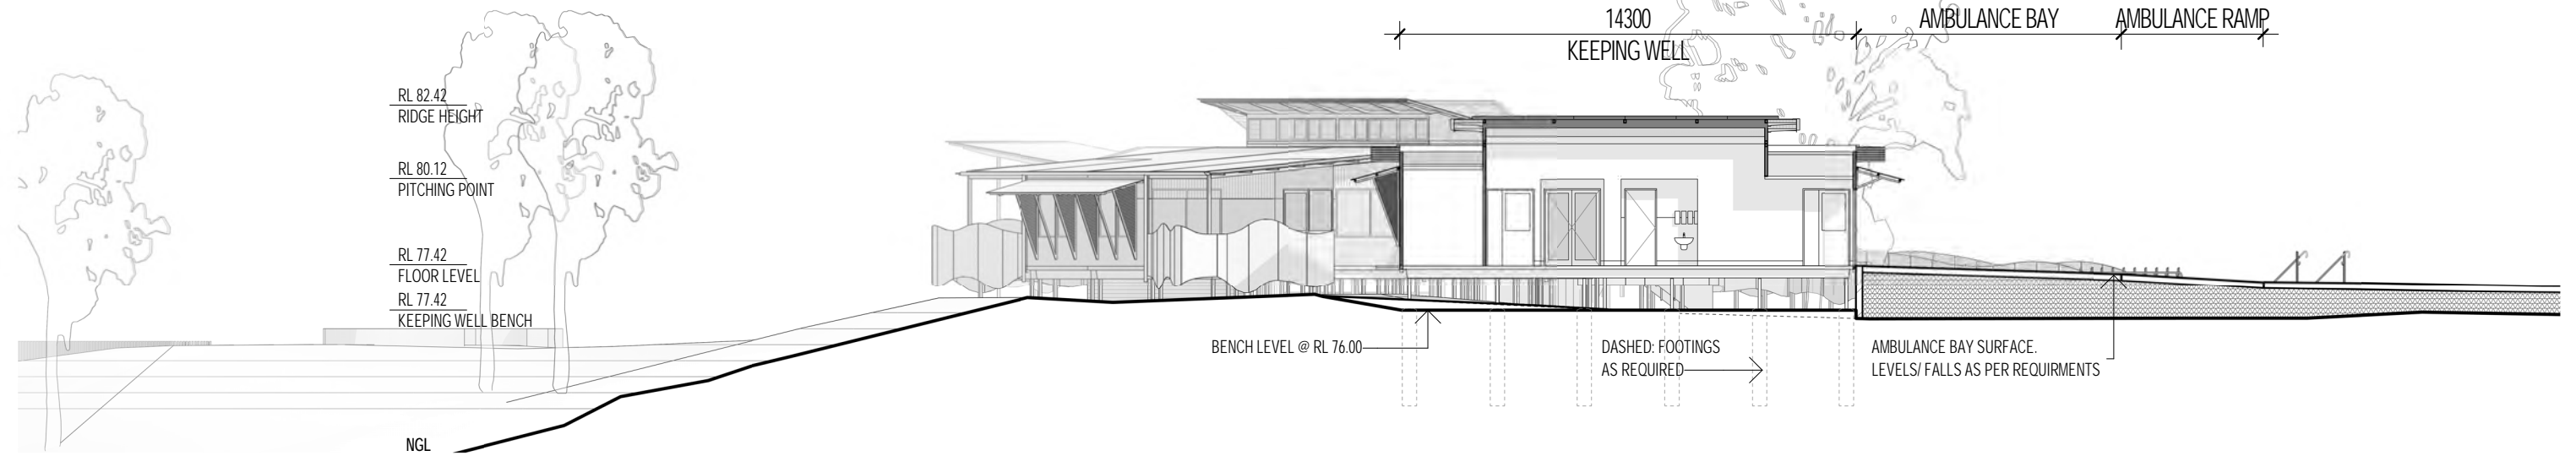 14300
KEEPING WELL
AMBULANCE BAY
AMBULANCE RAMP
RL 82.42
RIDGE HEIGHT
RL 80.12
PITCHING POINT
RL 77.42
FLOOR LEVEL
RL 77.42
KEEPING WELL BENCH
NGL
BENCH LEVEL @ RL 76.00
DASHED: FOOTINGS
AS REQUIRED
AMBULANCE BAY SURFACE.
LEVELS/ FALLS AS PER REQUIRMENTS